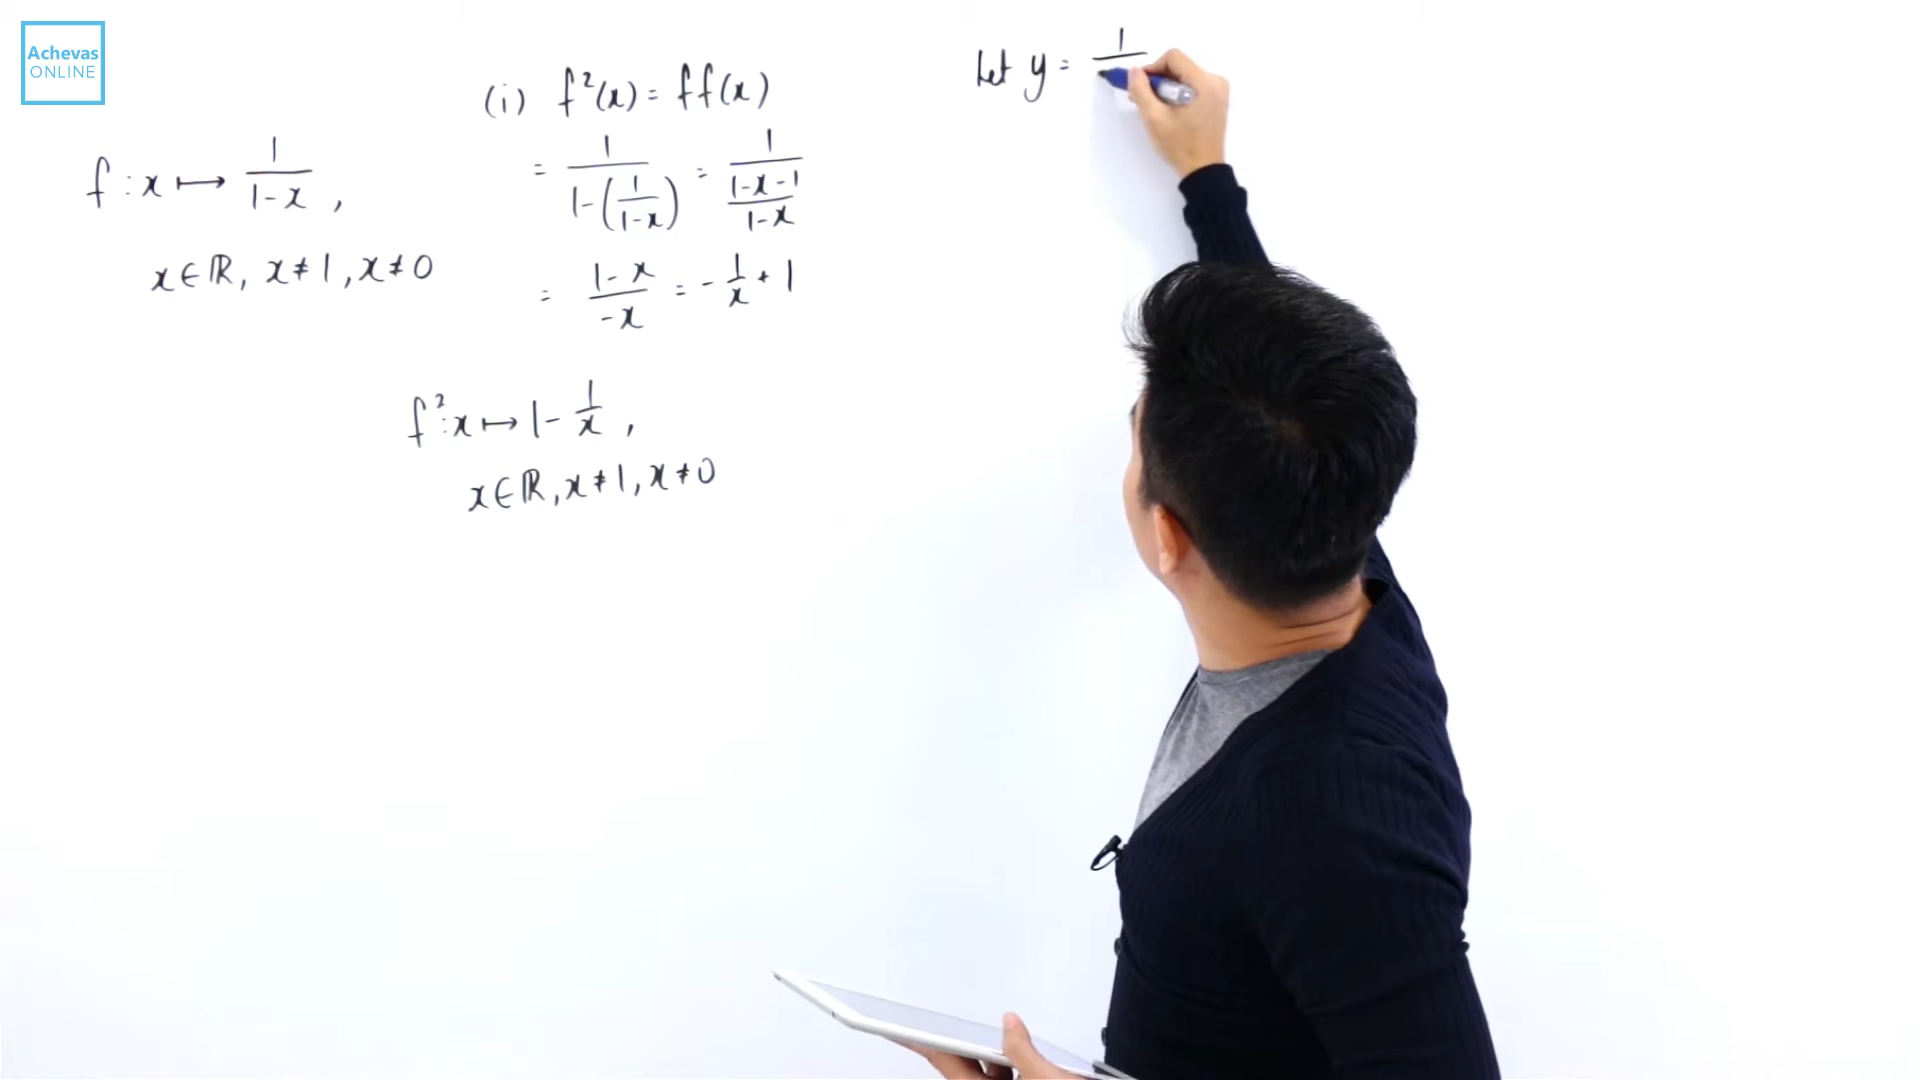 Achevas
ONLINE
f : x ↦ 1/(1-x) ,
x ∈ ℝ, x ≠ 1, x ≠ 0
(i) f²(x) = ff(x)
= 1/(1-(1/(1-x))) = 1/((1-x-1)/(1-x))
= (1-x)/(-x) = -1/x + 1
f² : x ↦ 1 - 1/x ,
x ∈ ℝ, x ≠ 1, x ≠ 0
Let y = 1/